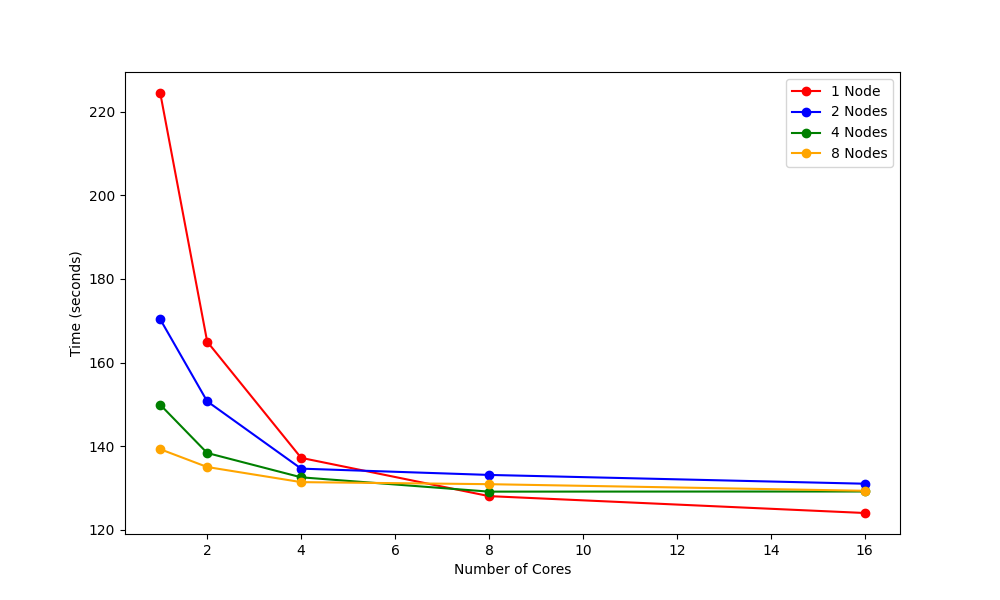 1 Node
2 Nodes
4 Nodes
8 Nodes
Time (seconds)
220
200
180
160
140
120
2 4 6 8 10 12 14 16
Number of Cores